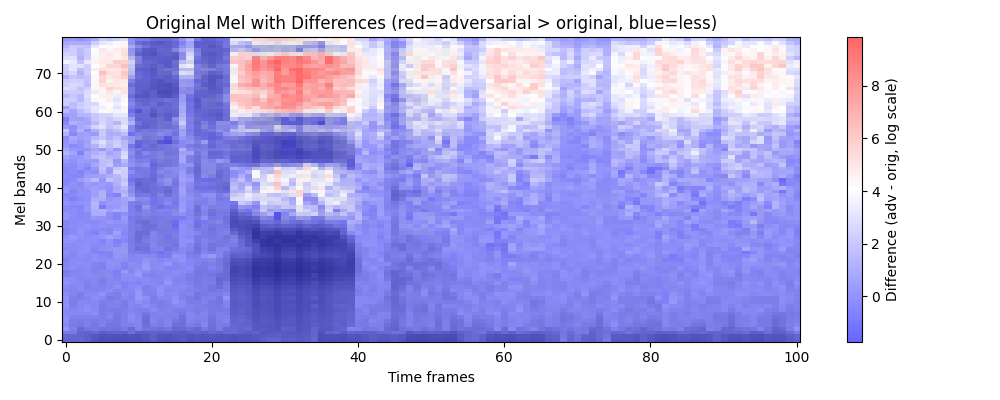 Original Mel with Differences (red=adversarial > original, blue=less)
Mel bands
70
60
50
40
30
20
10
0
0 20 40 60 80 100
Time frames
8
6
4
2
0
Difference (adv - orig, log scale)